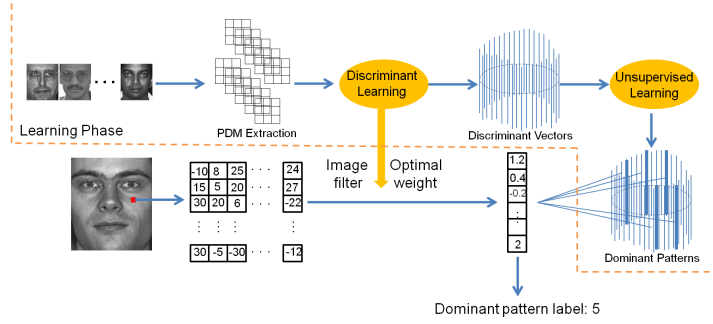 Discriminant
Learning
Unsupervised
Learning
Learning Phase
PDM Extraction
Discriminant Vectors
Image
filter
Optimal
weight
-10 8 25 · · · 24
15 5 20 · · · 27
30 20 6 · · · -22
30 -5 -30 · · · -12
1.2
0.4
-0.2
2
Dominant Patterns
Dominant pattern label: 5